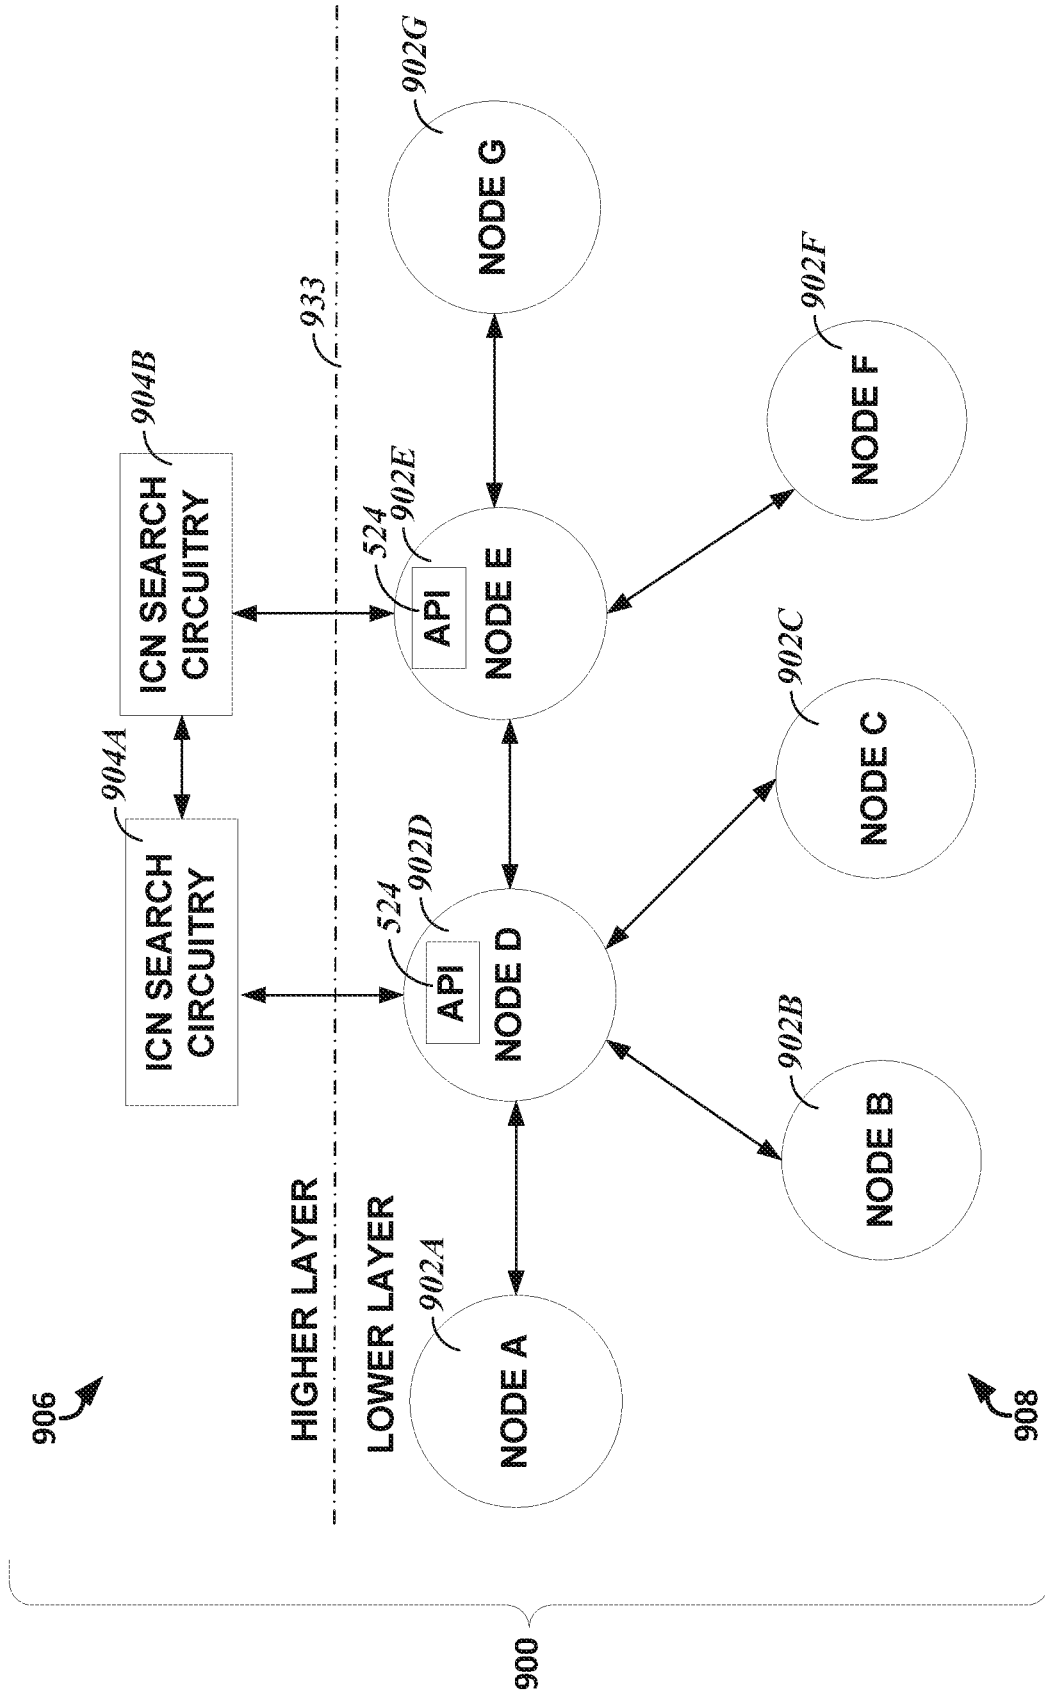 900
906
908
HIGHER LAYER
LOWER LAYER
933
ICN SEARCH
CIRCUITRY
904A
ICN SEARCH
CIRCUITRY
904B
NODE A
902A
API
524
NODE D
902D
API
524
NODE E
902E
NODE G
902G
NODE B
902B
NODE C
902C
NODE F
902F